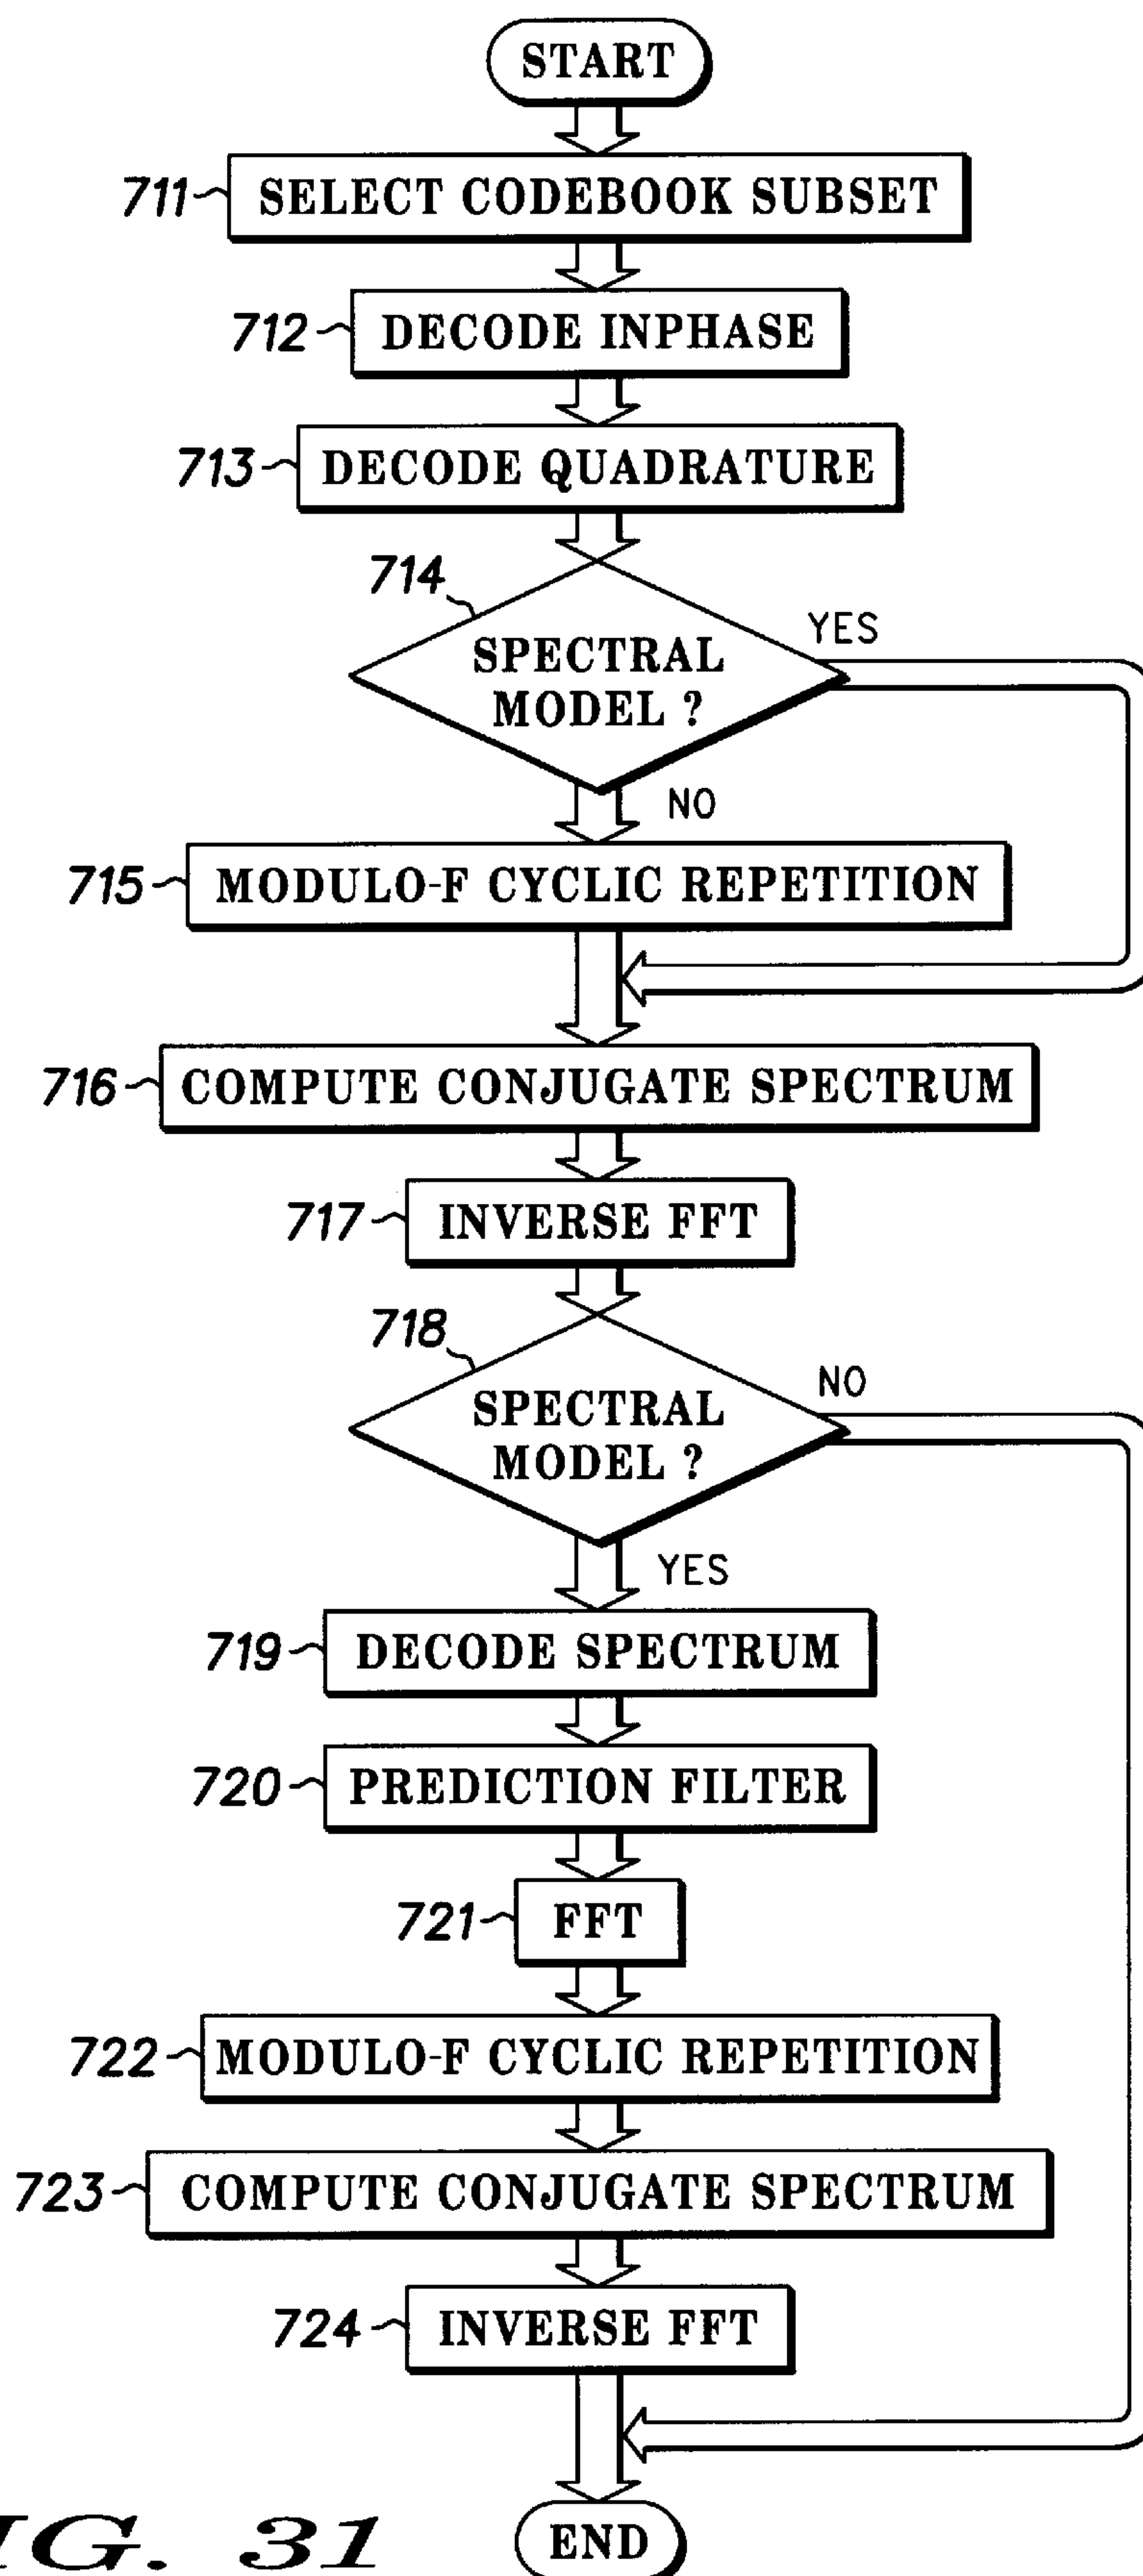 START
711 SELECT CODEBOOK SUBSET
712 DECODE INPHASE
713 DECODE QUADRATURE
714
SPECTRAL
MODEL ?
YES
NO
715 MODULO-F CYCLIC REPETITION
716 COMPUTE CONJUGATE SPECTRUM
717 INVERSE FFT
718
SPECTRAL
MODEL ?
NO
YES
719 DECODE SPECTRUM
720 PREDICTION FILTER
721 FFT
722 MODULO-F CYCLIC REPETITION
723 COMPUTE CONJUGATE SPECTRUM
724 INVERSE FFT
END
IG. 31